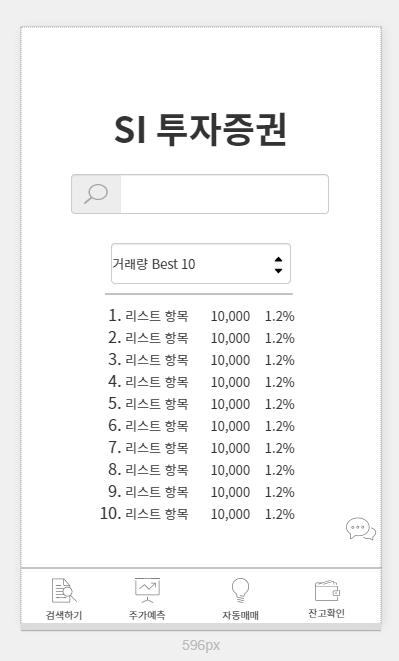 SI 투자증권
거래량 Best 10
1. 리스트 항목 10,000 1.2%
2. 리스트 항목 10,000 1.2%
3. 리스트 항목 10,000 1.2%
4. 리스트 항목 10,000 1.2%
5. 리스트 항목 10,000 1.2%
6. 리스트 항목 10,000 1.2%
7. 리스트 항목 10,000 1.2%
8. 리스트 항목 10,000 1.2%
9. 리스트 항목 10,000 1.2%
10. 리스트 항목 10,000 1.2%
검색하기 주가예측 자동매매 잔고확인
596px